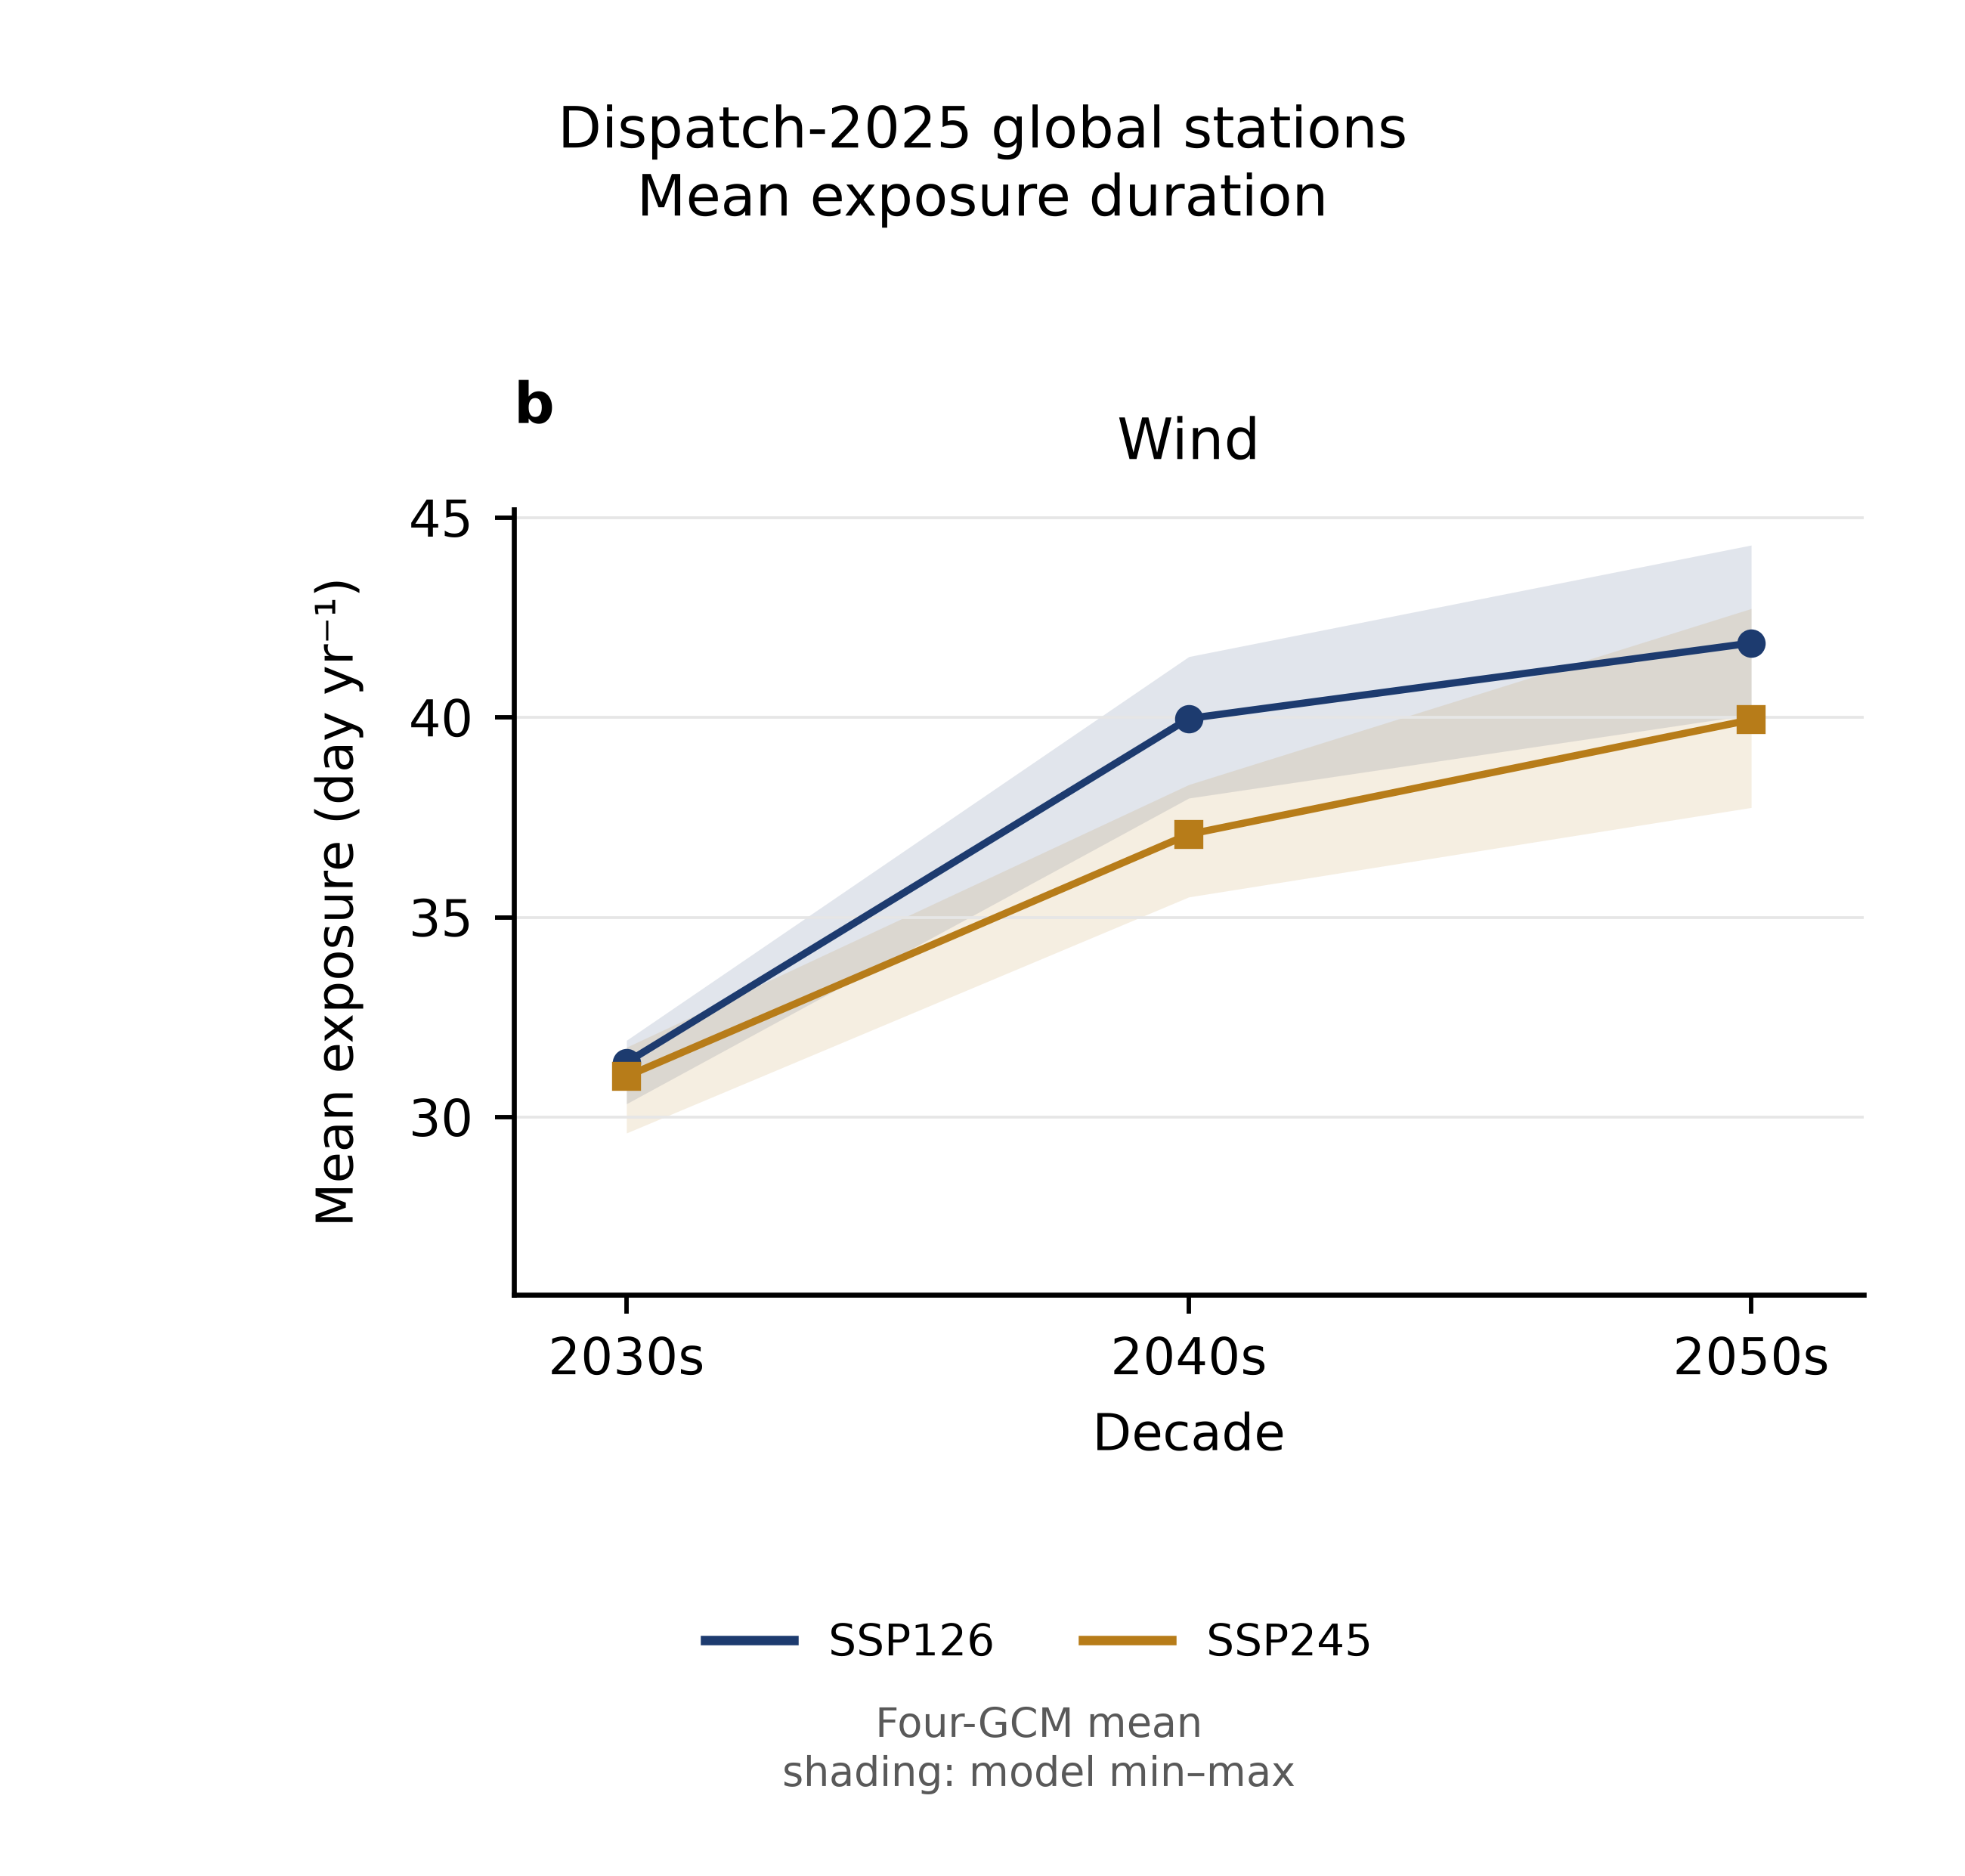 Dispatch-2025 global stations
Mean exposure duration
b
Wind
Mean exposure (day yr⁻¹)
45
40
35
30
2030s 2040s 2050s
Decade
SSP126 SSP245
Four-GCM mean
shading: model min–max